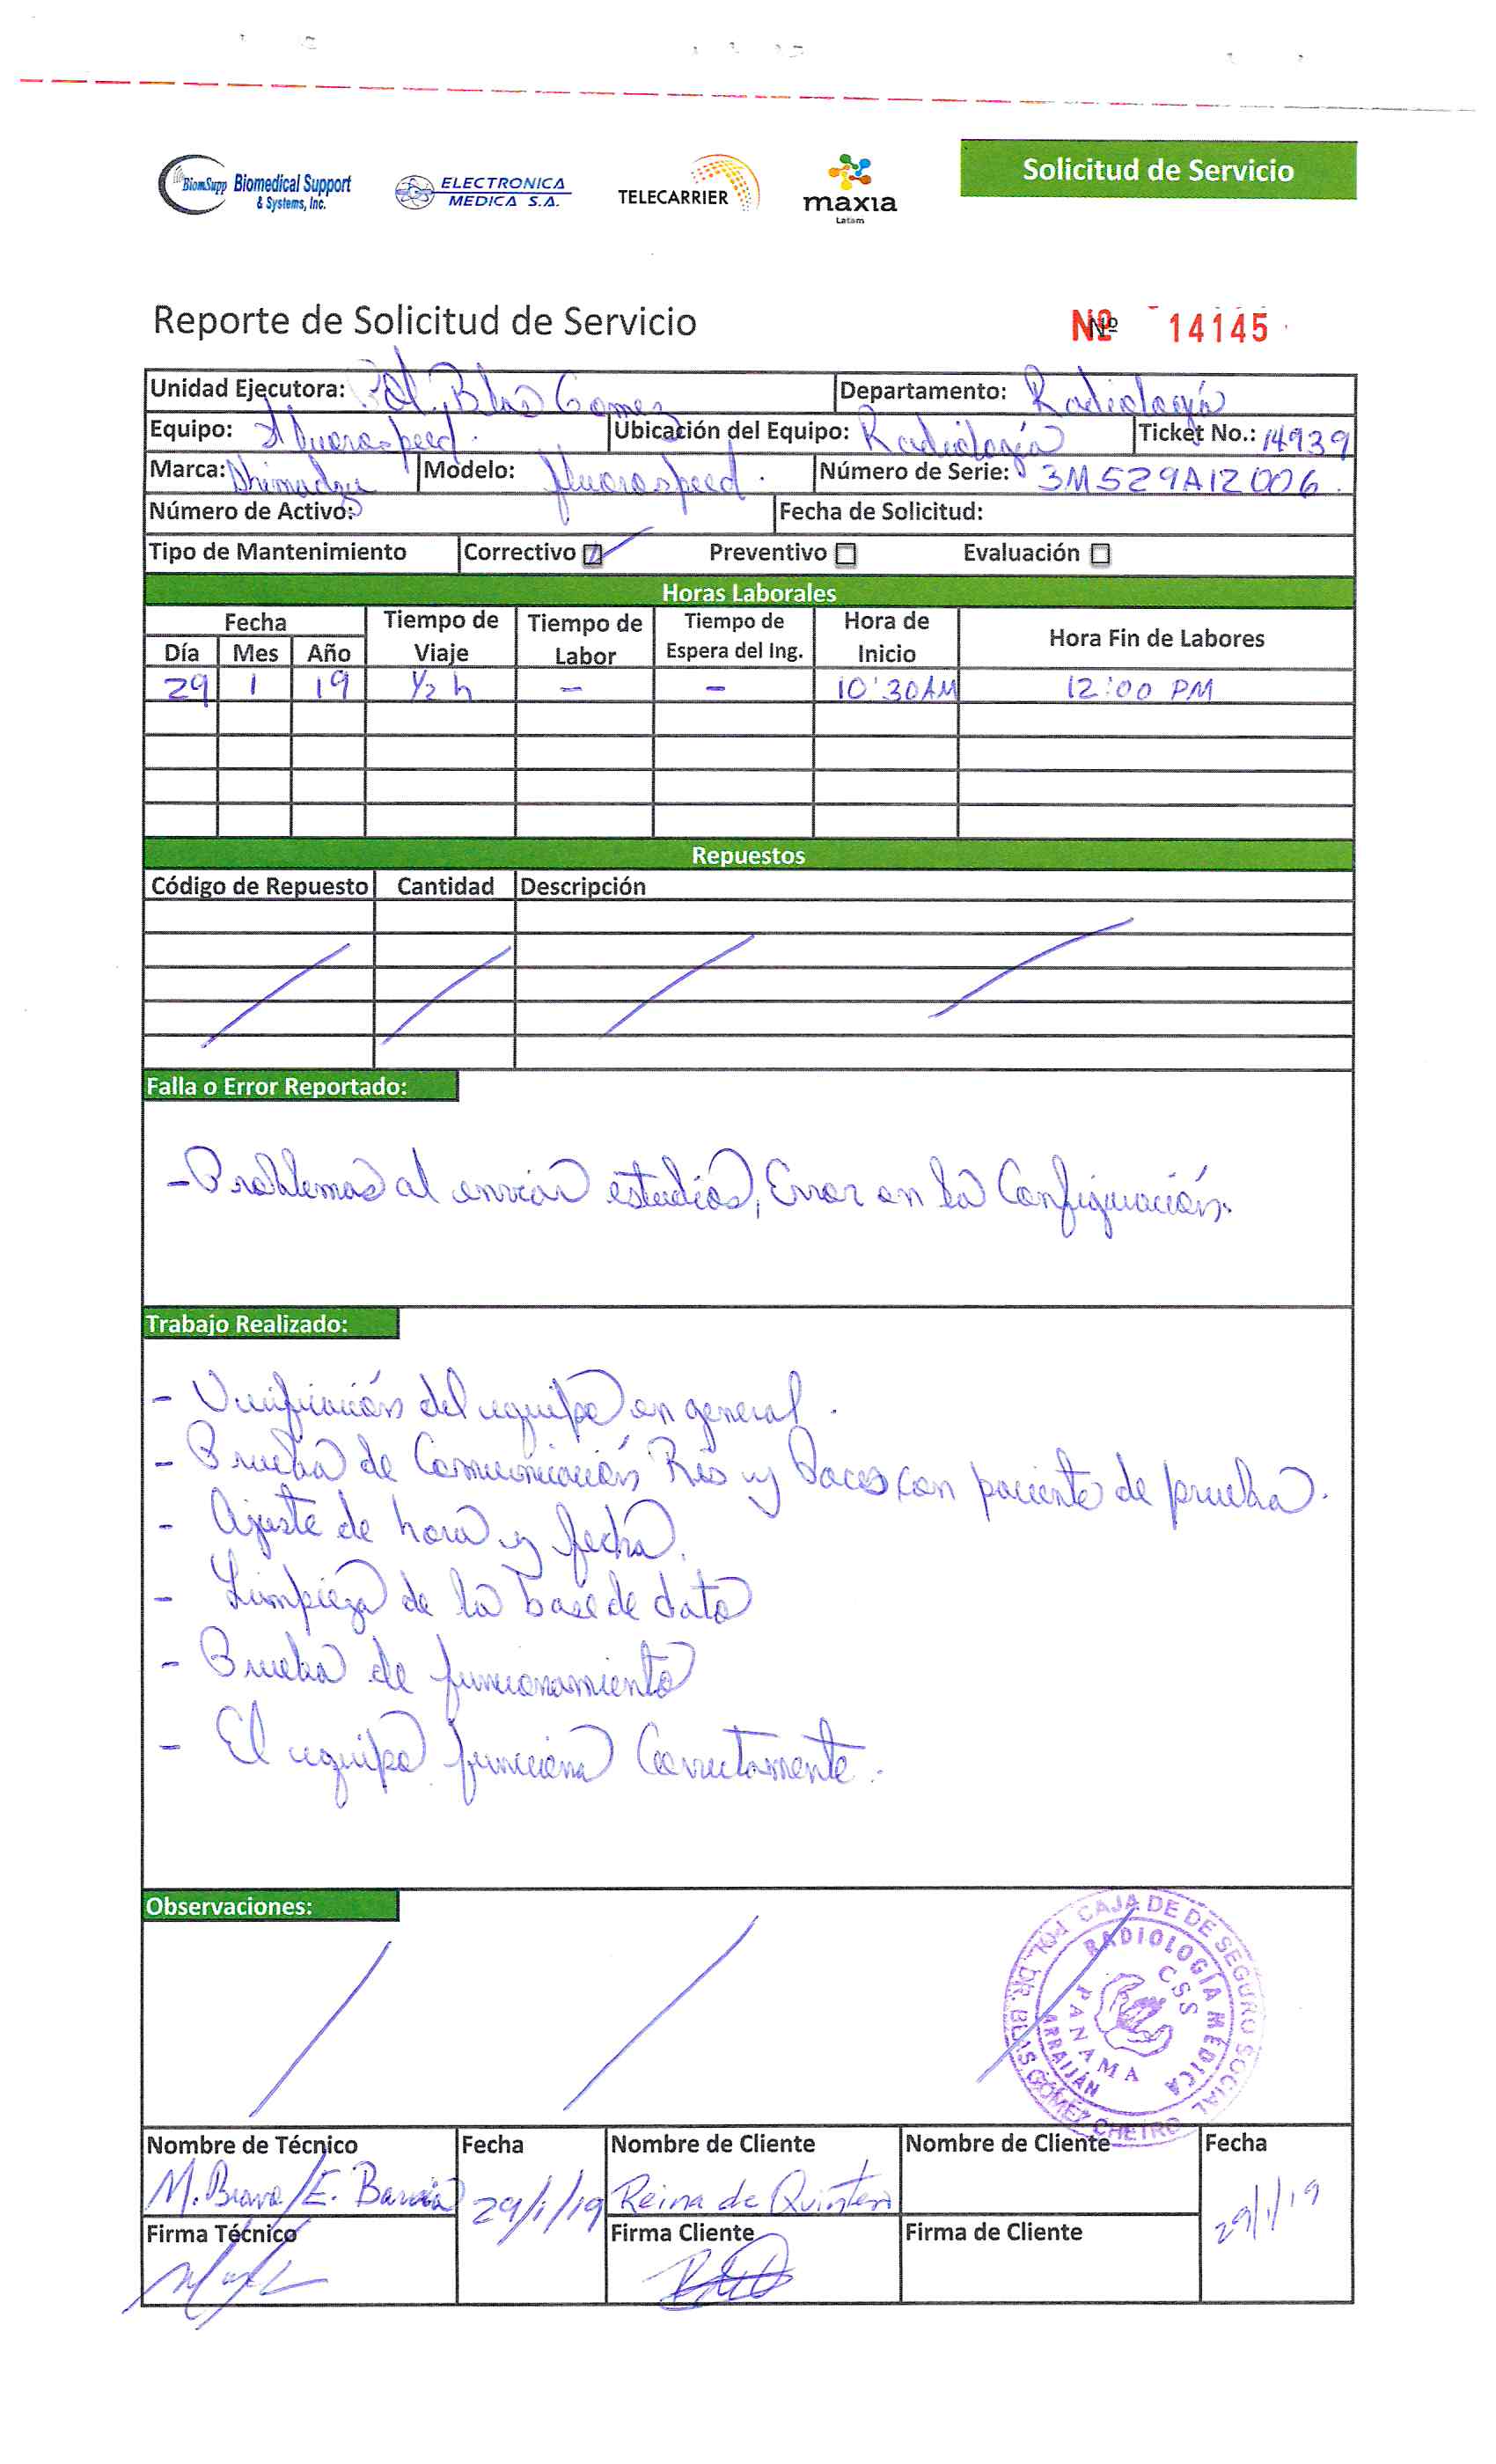 BiomSupp Biomedical Support & Systems, Inc.
ELECTRONICA MEDICA S.A.
TELECARRIER
maxia Latam
Solicitud de Servicio
Reporte de Solicitud de Servicio Nº 14145
Unidad Ejecutora: Pol. Blas Gomez Departamento: Radiología
Equipo: Fluorospeed. Ubicación del Equipo: Radiología Ticket No.: 14939
Marca: Shimadzu Modelo: fluorospeed. Número de Serie: 3M529A12006.
Número de Activo: Fecha de Solicitud:
Tipo de Mantenimiento Correctivo Preventivo Evaluación
Horas Laborales
Fecha Tiempo de Viaje Tiempo de Labor Tiempo de Espera del Ing. Hora de Inicio Hora Fin de Labores
Día Mes Año
29 1 19 1/2 h - - 10:30AM 12:00 PM
Repuestos
Código de Repuesto Cantidad Descripción
Falla o Error Reportado:
- Problemas al enviar estudios, Error en la Configuración.
Trabajo Realizado:
- Verificación del equipo en general.
- Prueba de Comunicación Ris y Pacs, con paciente de prueba.
- Ajuste de hora y fecha.
- Limpieza de la base de dato
- Prueba de funcionamiento
- El equipo funciona Correctamente.
Observaciones:
CAJA DE DE SEGURO SOCIAL
POL. DR. BLAS GÓMEZ CHETRO
RADIOLOGÍA MÉDICA
CSS
PANAMA
ARRAIJÁN
Nombre de Técnico Fecha Nombre de Cliente Nombre de Cliente Fecha
M. Bravo / E. 29/1/19 Reina de Quintero 29/1/19
Firma Técnico Firma Cliente Firma de Cliente